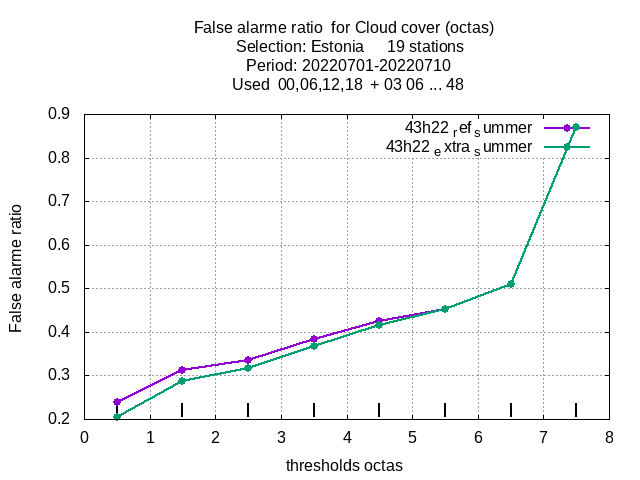 False alarme ratio  for Cloud cover (octas)
Selection: Estonia     19 stations
Period: 20220701-20220710
Used  00,06,12,18  + 03 06 ... 48
43h22 ref summer
43h22 extra summer
False alarme ratio
0.9
0.8
0.7
0.6
0.5
0.4
0.3
0.2
0 1 2 3 4 5 6 7 8
thresholds octas